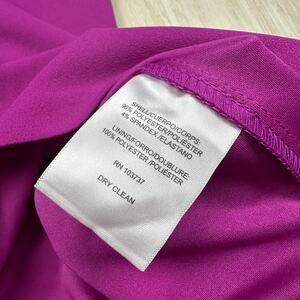 SHELL/CUERPO/CORPS:
96% POLYESTER/POLIÉSTER
4% SPANDEX /ELASTANO
LINING/FORRO/DOUBLURE:
100% POLYESTER /POLIÉSTER
RN 103737
DRY CLEAN